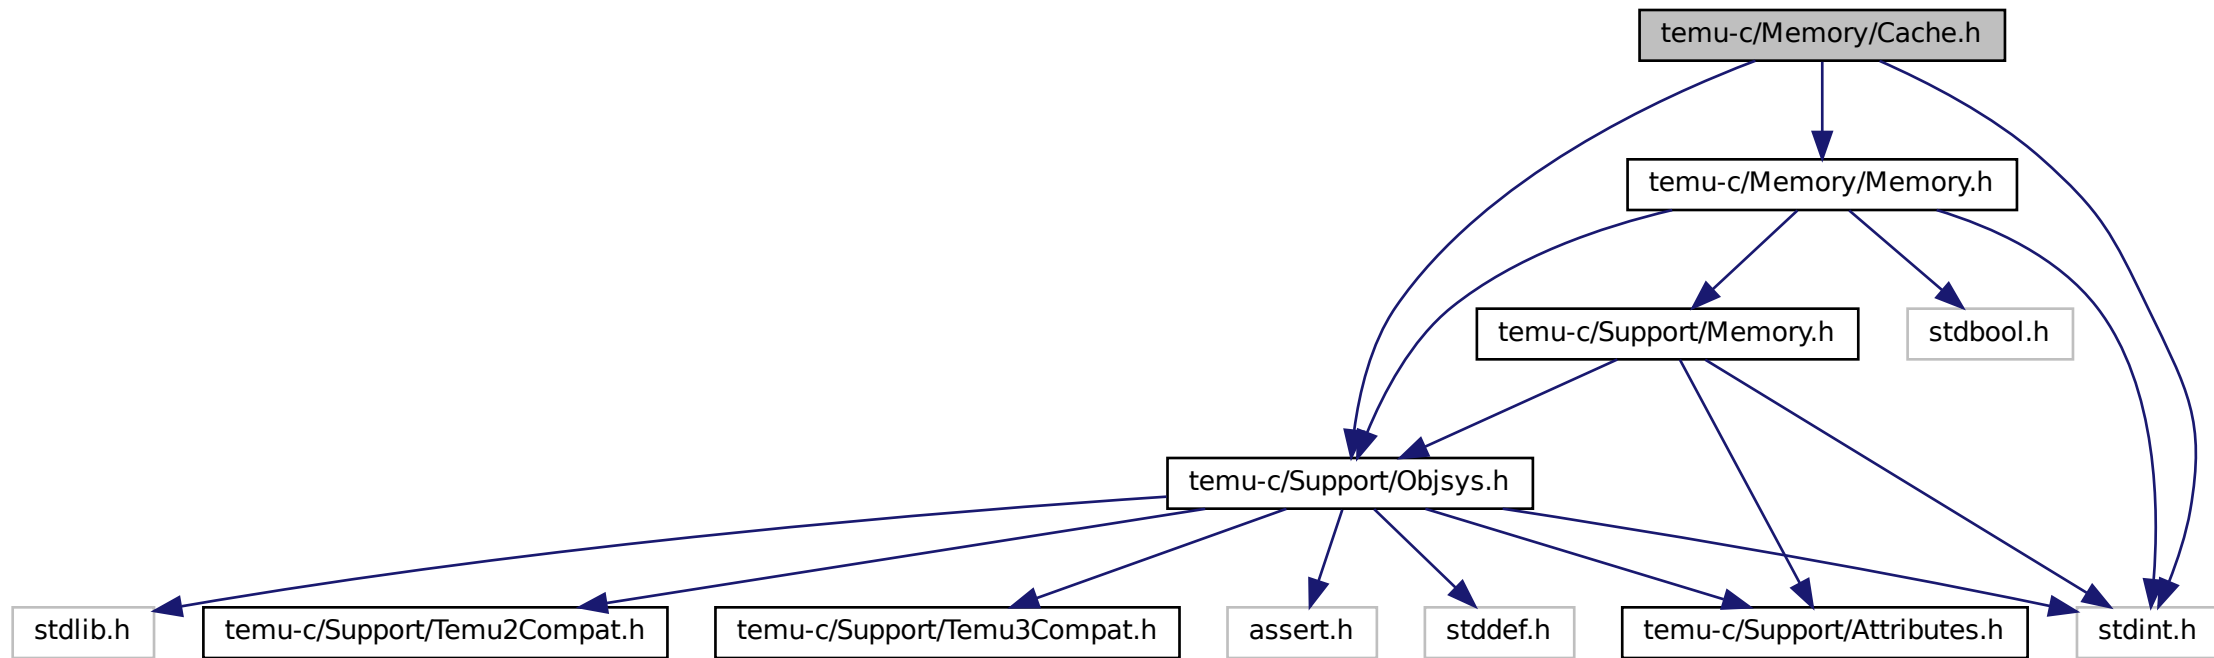 temu-c/Memory/Cache.h
temu-c/Memory/Memory.h
temu-c/Support/Memory.h
stdbool.h
temu-c/Support/Objsys.h
stdlib.h
temu-c/Support/Temu2Compat.h
temu-c/Support/Temu3Compat.h
assert.h
stddef.h
temu-c/Support/Attributes.h
stdint.h